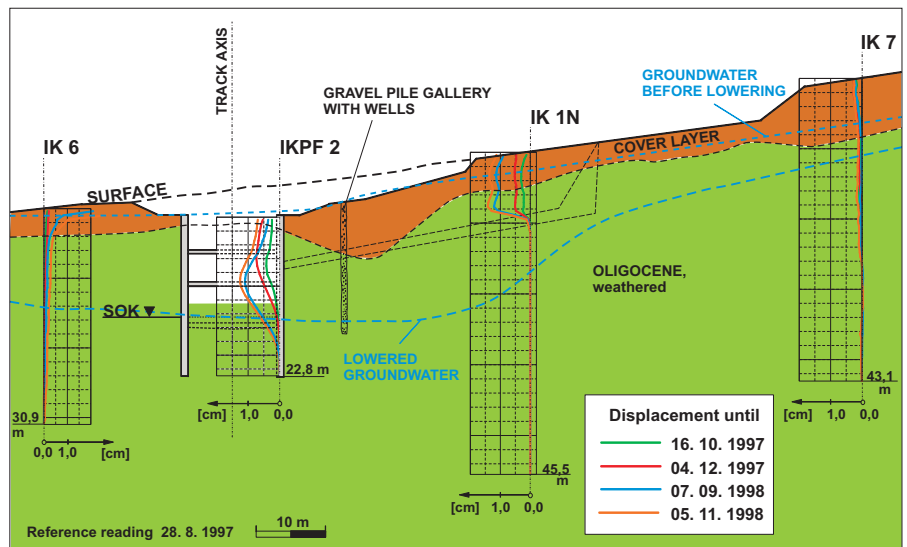 IK 7
TRACK AXIS
GROUNDWATER
BEFORE LOWERING
GRAVEL PILE GALLERY
WITH WELLS
IK 1N
IK 6
IKPF 2
COVER LAYER
SURFACE
OLIGOCENE,
weathered
SOK
LOWERED
GROUNDWATER
22,8 m
43,1
m
30,9
m
[cm] 1,0 0,0
[cm] 1,0 0,0
0,0 1,0 [cm]
45,5
m
[cm] 1,0 0,0
Displacement until
16. 10. 1997
04. 12. 1997
07. 09. 1998
05. 11. 1998
Reference reading 28. 8. 1997
10 m